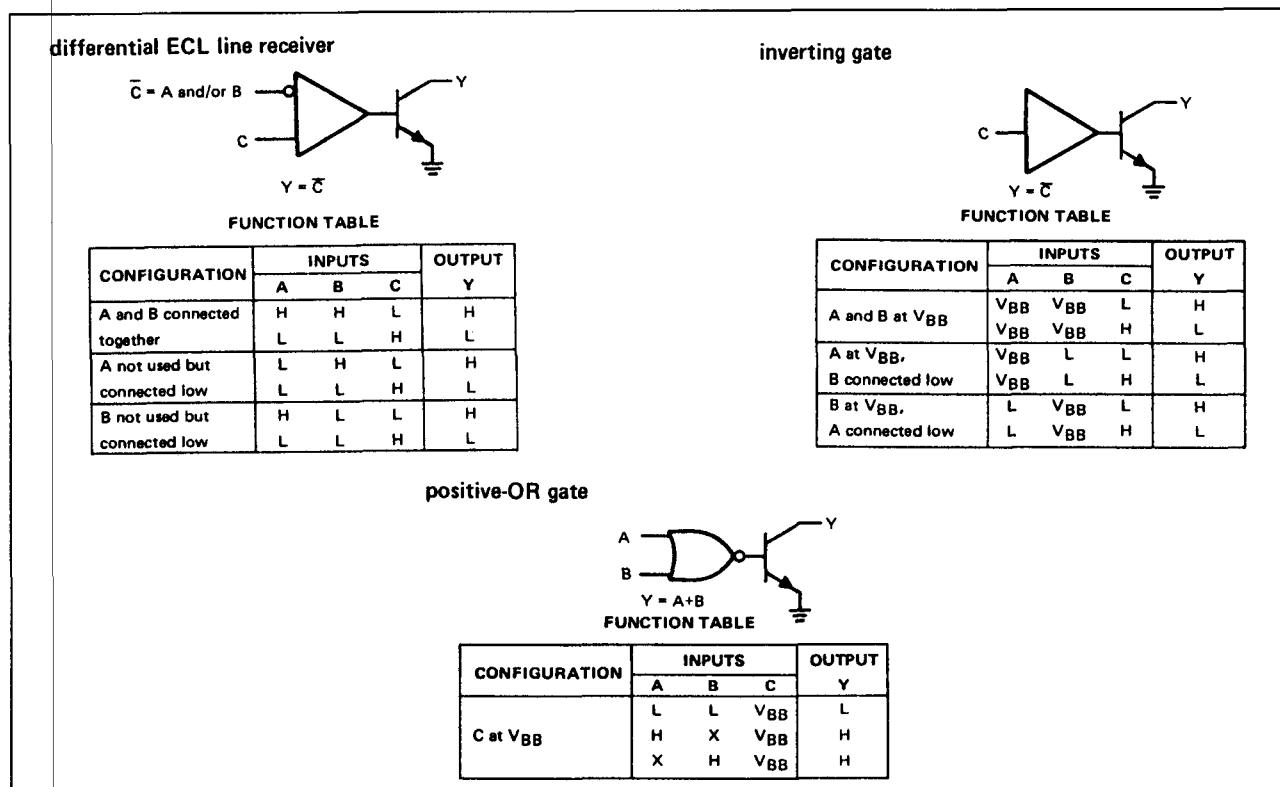 differential ECL line receiver
C̅ = A and/or B
C
Y
Y = C̅
FUNCTION TABLE
CONFIGURATION INPUTS OUTPUT
A B C Y
A and B connected together H H L H
L L H L
A not used but connected low L H L H
L L H L
B not used but connected low H L L H
L L H L
inverting gate
C
Y
Y = C̅
FUNCTION TABLE
CONFIGURATION INPUTS OUTPUT
A B C Y
A and B at VBB VBB VBB L H
VBB VBB H L
A at VBB, B connected low VBB L L H
VBB L H L
B at VBB, A connected low L VBB L H
L VBB H L
positive-OR gate
A
B
Y
Y = A+B
FUNCTION TABLE
CONFIGURATION INPUTS OUTPUT
A B C Y
C at VBB L L VBB L
H X VBB H
X H VBB H